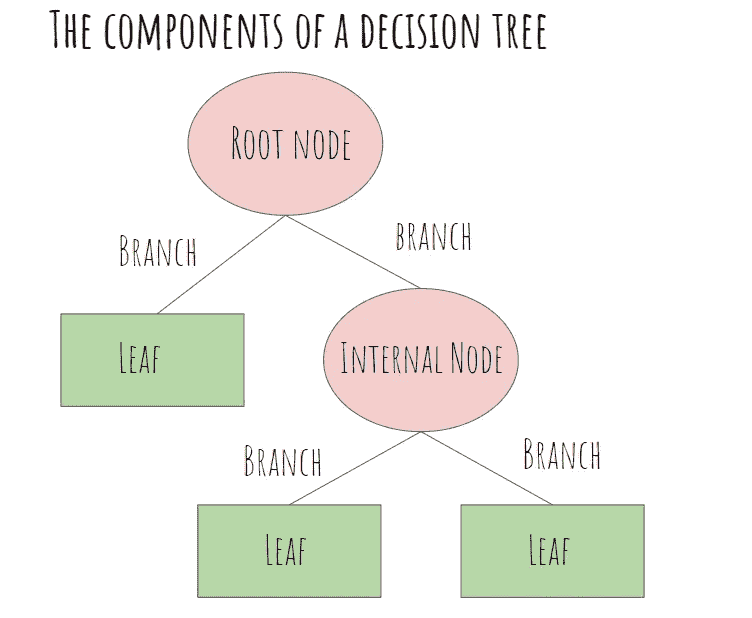 The components of a decision tree
Root node
Branch
branch
Leaf
Internal Node
Branch
Branch
Leaf
Leaf